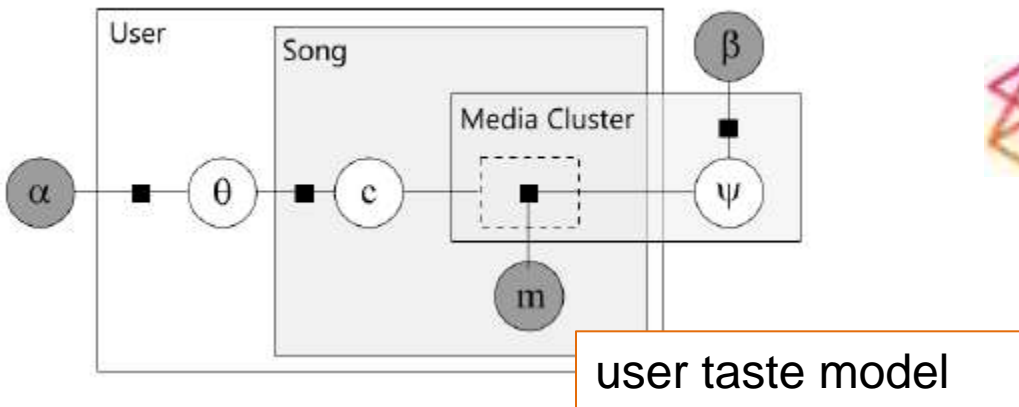 User
Song
β
Media Cluster
α
θ
c
ψ
m
user taste model